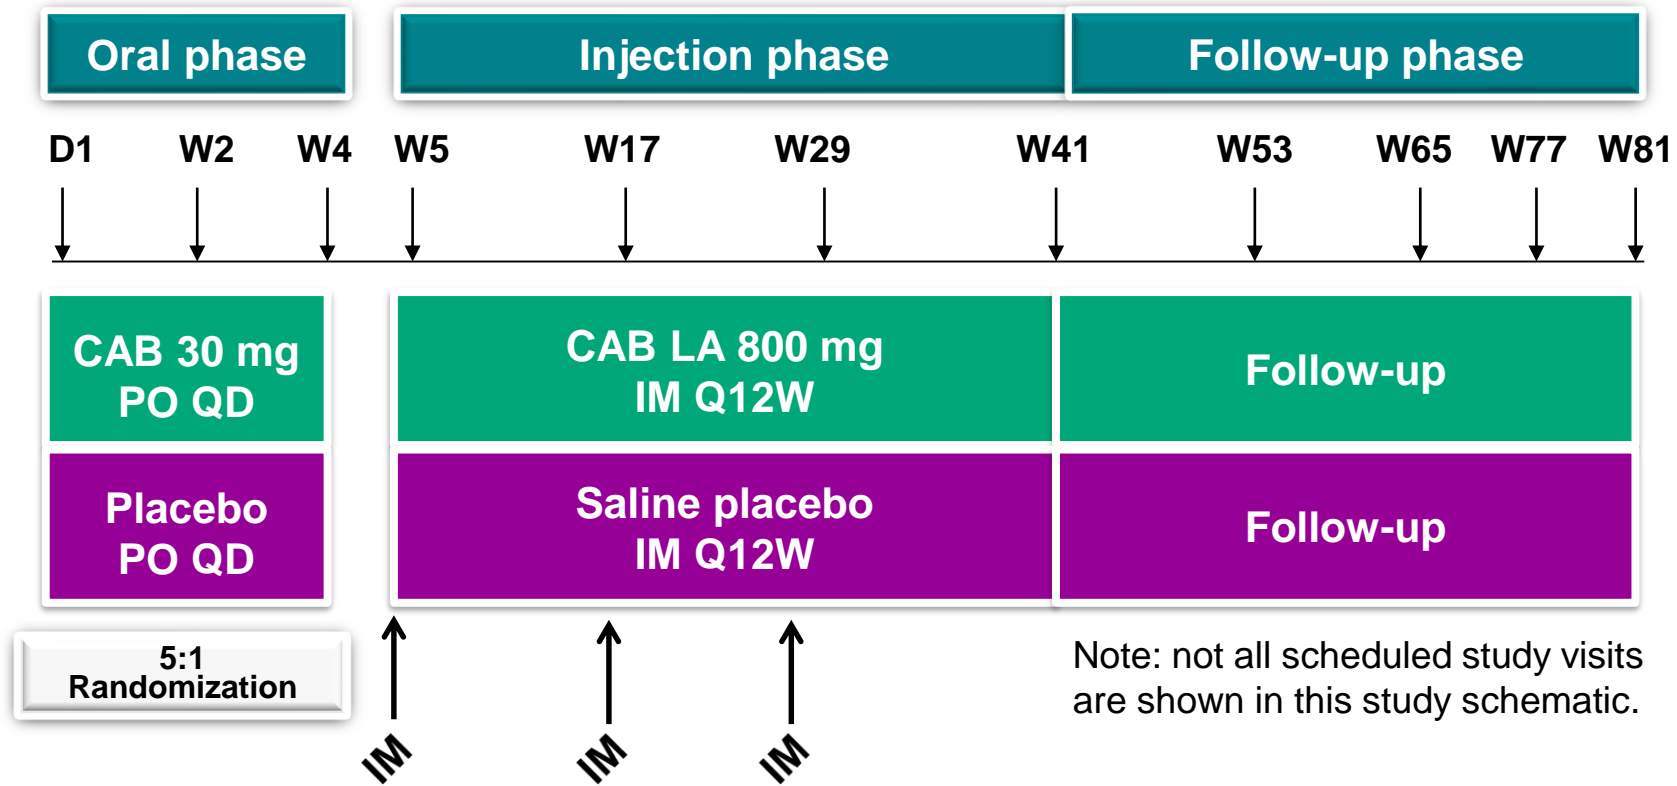 Oral phase
Injection phase
Follow-up phase
D1 W2 W4 W5 W17 W29 W41 W53 W65 W77 W81
CAB 30 mg
PO QD
CAB LA 800 mg
IM Q12W
Follow-up
Placebo
PO QD
Saline placebo
IM Q12W
Follow-up
5:1
Randomization
IM
IM
IM
Note: not all scheduled study visits
are shown in this study schematic.